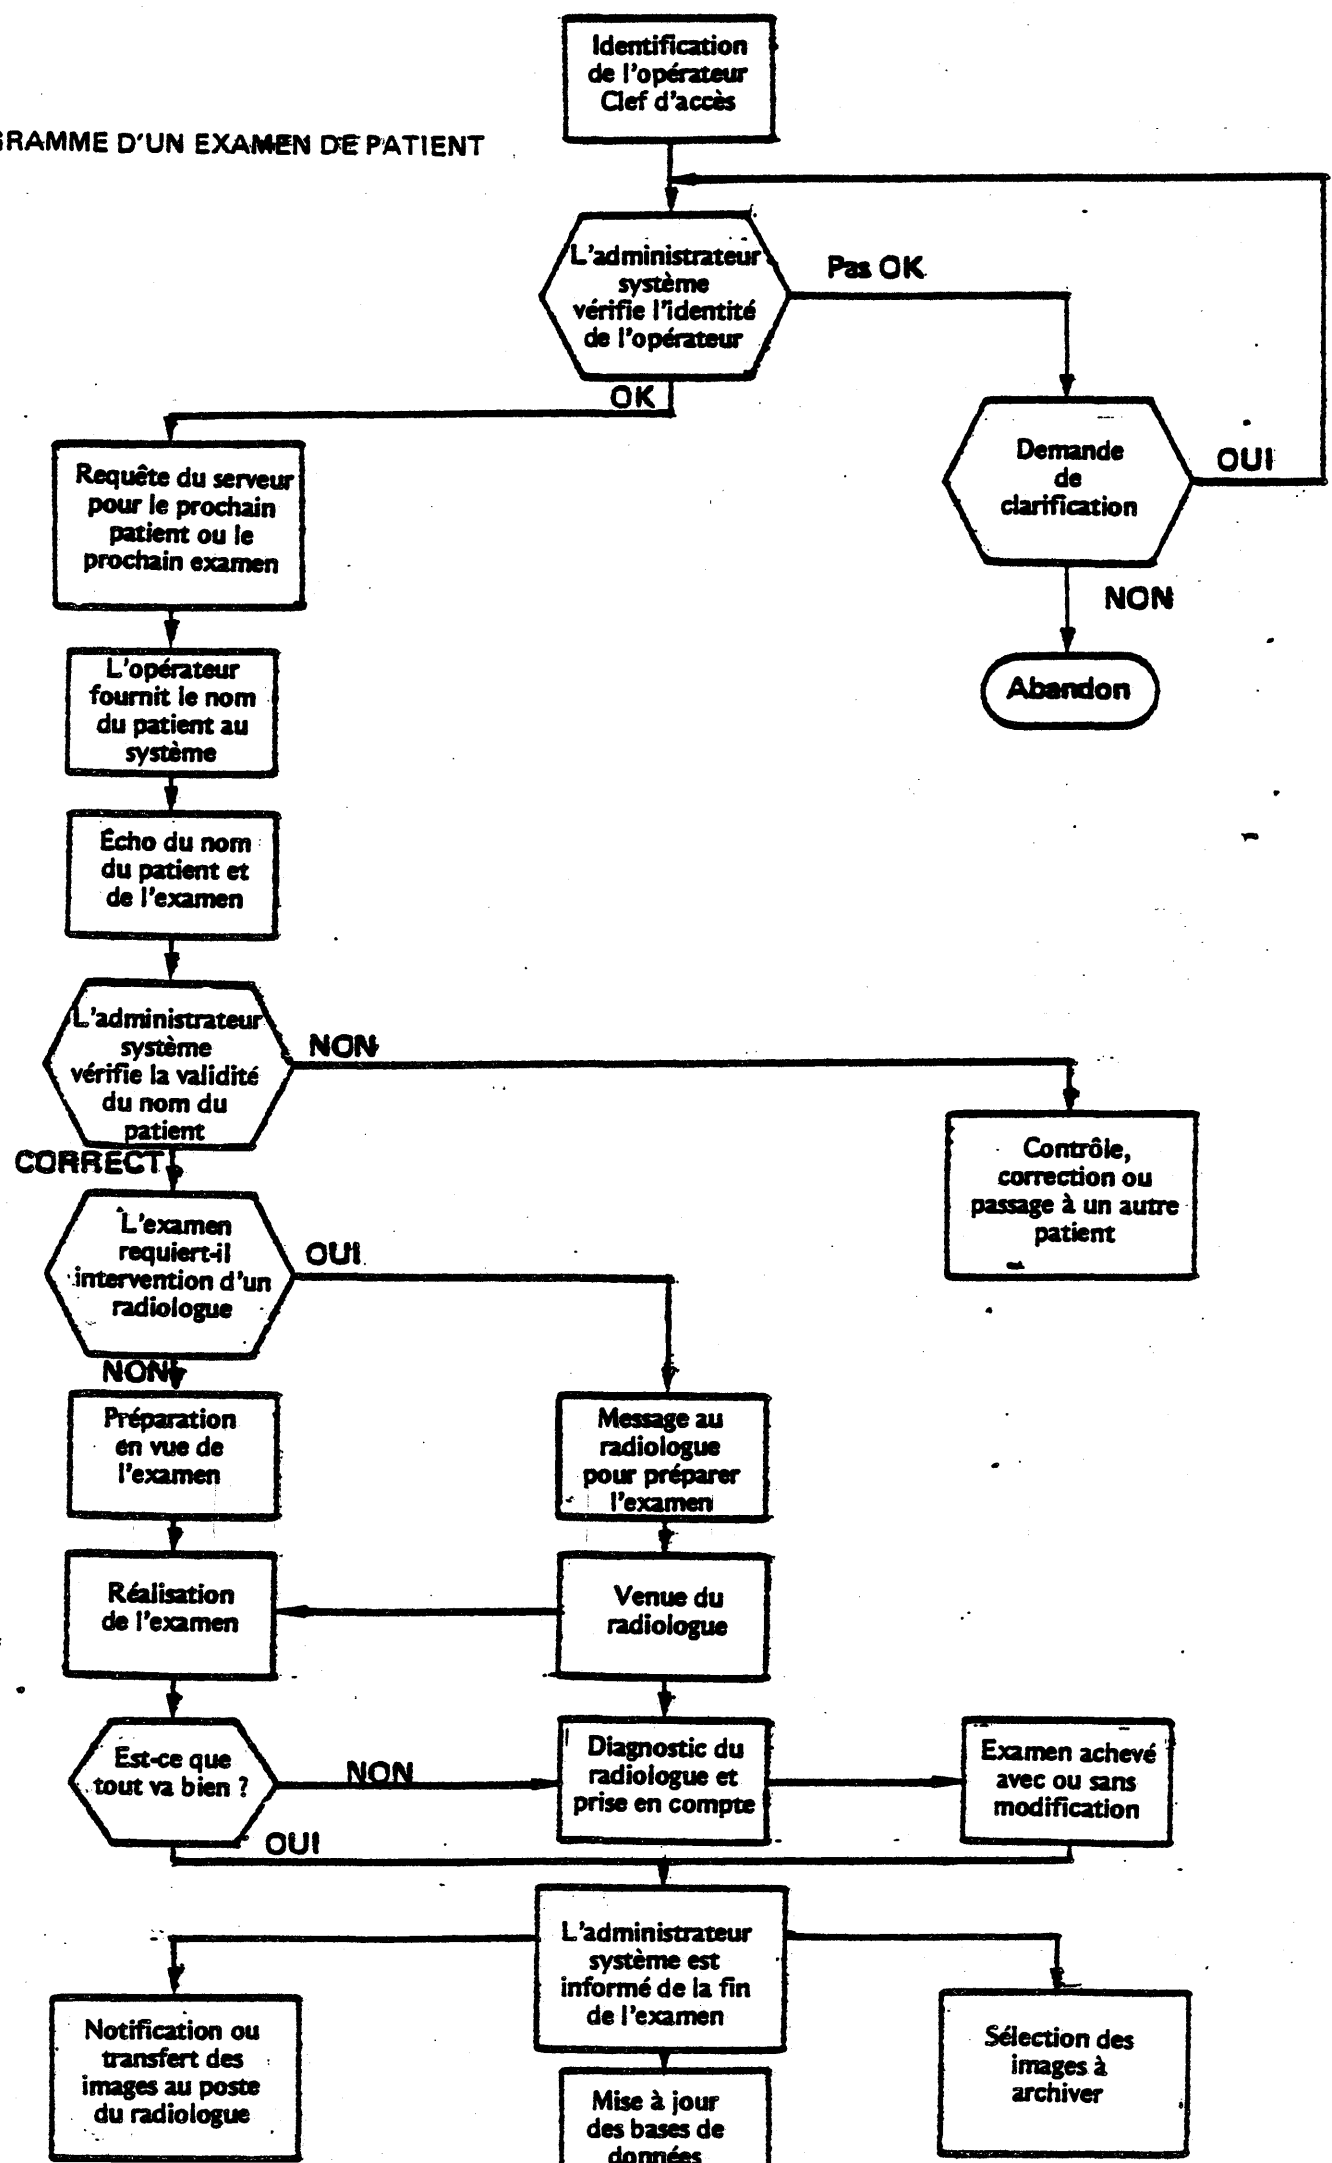 Identification
de l'opérateur
Clef d'accès
GRAMME D'UN EXAMEN DE PATIENT
L'administrateur
système
vérifie l'identité
de l'opérateur
Pas OK
OK
Demande
de
clarification
OUI
NON
Abandon
Requête du serveur
pour le prochain
patient ou le
prochain examen
L'opérateur
fournit le nom
du patient au
système
Écho du nom
du patient et
de l'examen
L'administrateur
système
vérifie la validité
du nom du
patient
NON
CORRECT
Contrôle,
correction ou
passage à un autre
patient
L'examen
requiert-il
intervention d'un
radiologue
OUI
NON
Préparation
en vue de
l'examen
Message au
radiologue
pour préparer
l'examen
Réalisation
de l'examen
Venue du
radiologue
Est-ce que
tout va bien ?
NON
OUI
Diagnostic du
radiologue et
prise en compte
Examen achevé
avec ou sans
modification
L'administrateur
système est
informé de la fin
de l'examen
Notification ou
transfert des
images au poste
du radiologue
Mise à jour
des bases de
données
Sélection des
images à
archiver